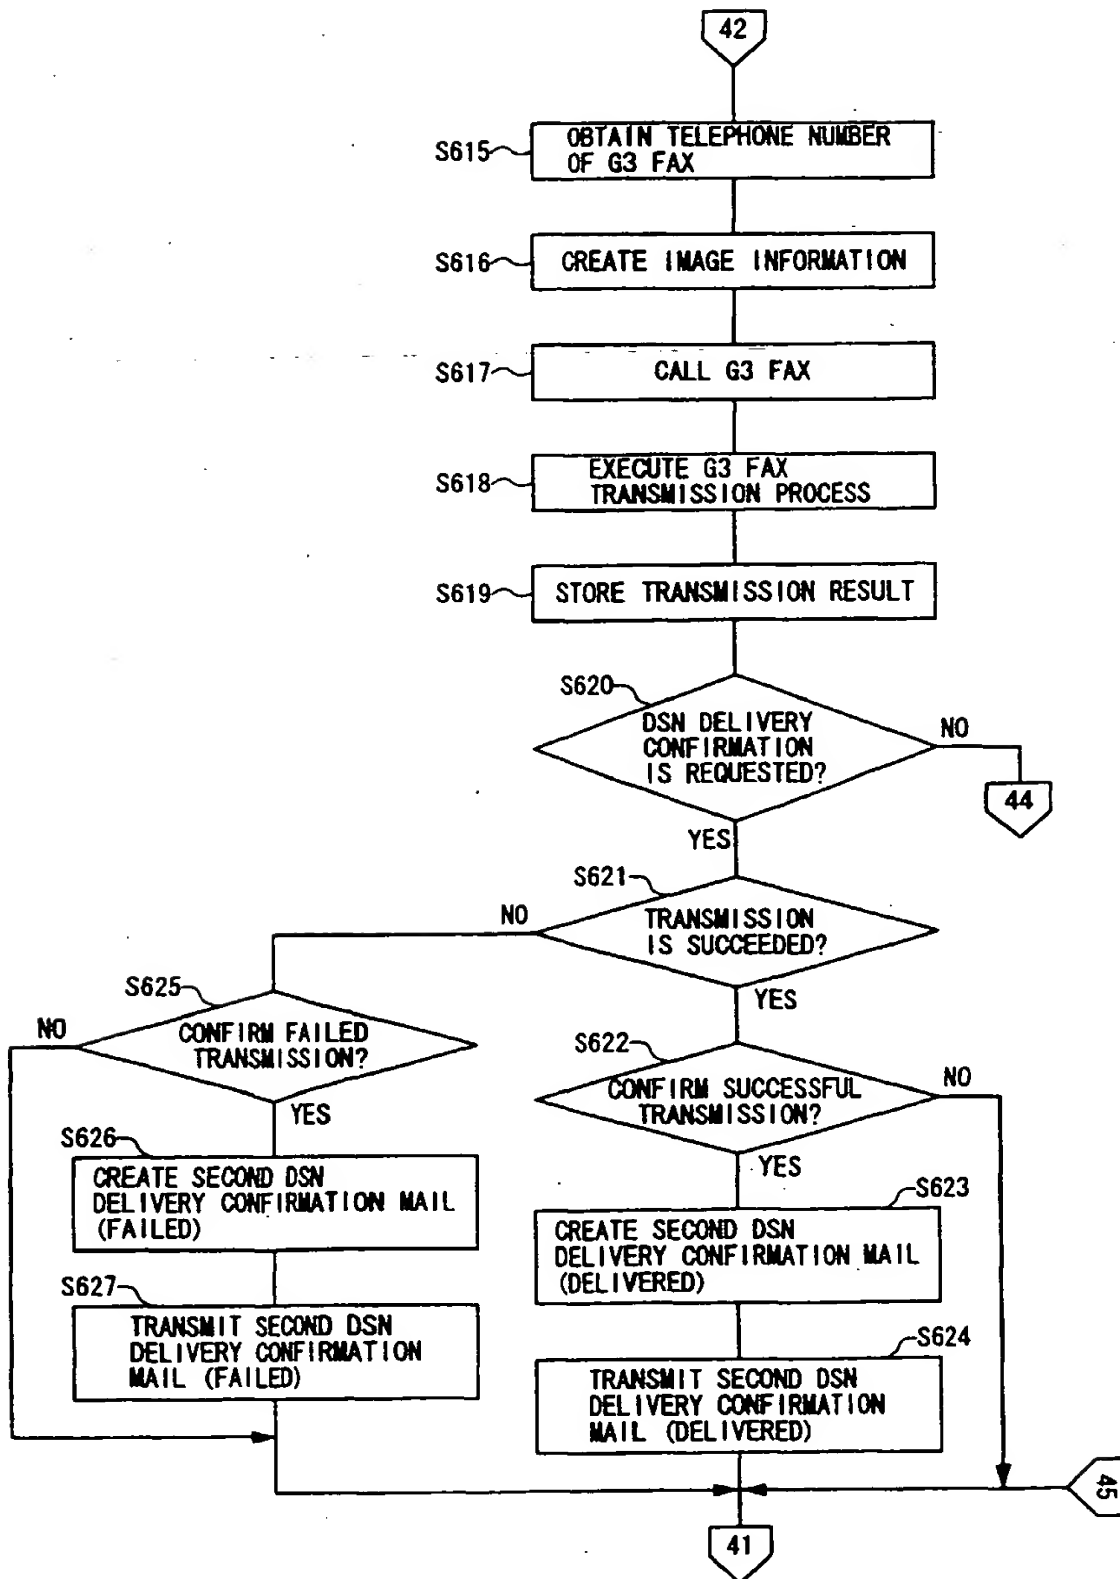 42
S615
OBTAIN TELEPHONE NUMBER
OF G3 FAX
S616
CREATE IMAGE INFORMATION
S617
CALL G3 FAX
S618
EXECUTE G3 FAX
TRANSMISSION PROCESS
S619
STORE TRANSMISSION RESULT
S620
DSN DELIVERY
CONFIRMATION
IS REQUESTED?
NO
44
YES
S621
TRANSMISSION
IS SUCCEEDED?
NO
YES
S625
CONFIRM FAILED
TRANSMISSION?
NO
YES
S622
CONFIRM SUCCESSFUL
TRANSMISSION?
NO
YES
S626
CREATE SECOND DSN
DELIVERY CONFIRMATION MAIL
(FAILED)
S623
CREATE SECOND DSN
DELIVERY CONFIRMATION MAIL
(DELIVERED)
S627
TRANSMIT SECOND DSN
DELIVERY CONFIRMATION
MAIL (FAILED)
S624
TRANSMIT SECOND DSN
DELIVERY CONFIRMATION
MAIL (DELIVERED)
45
41